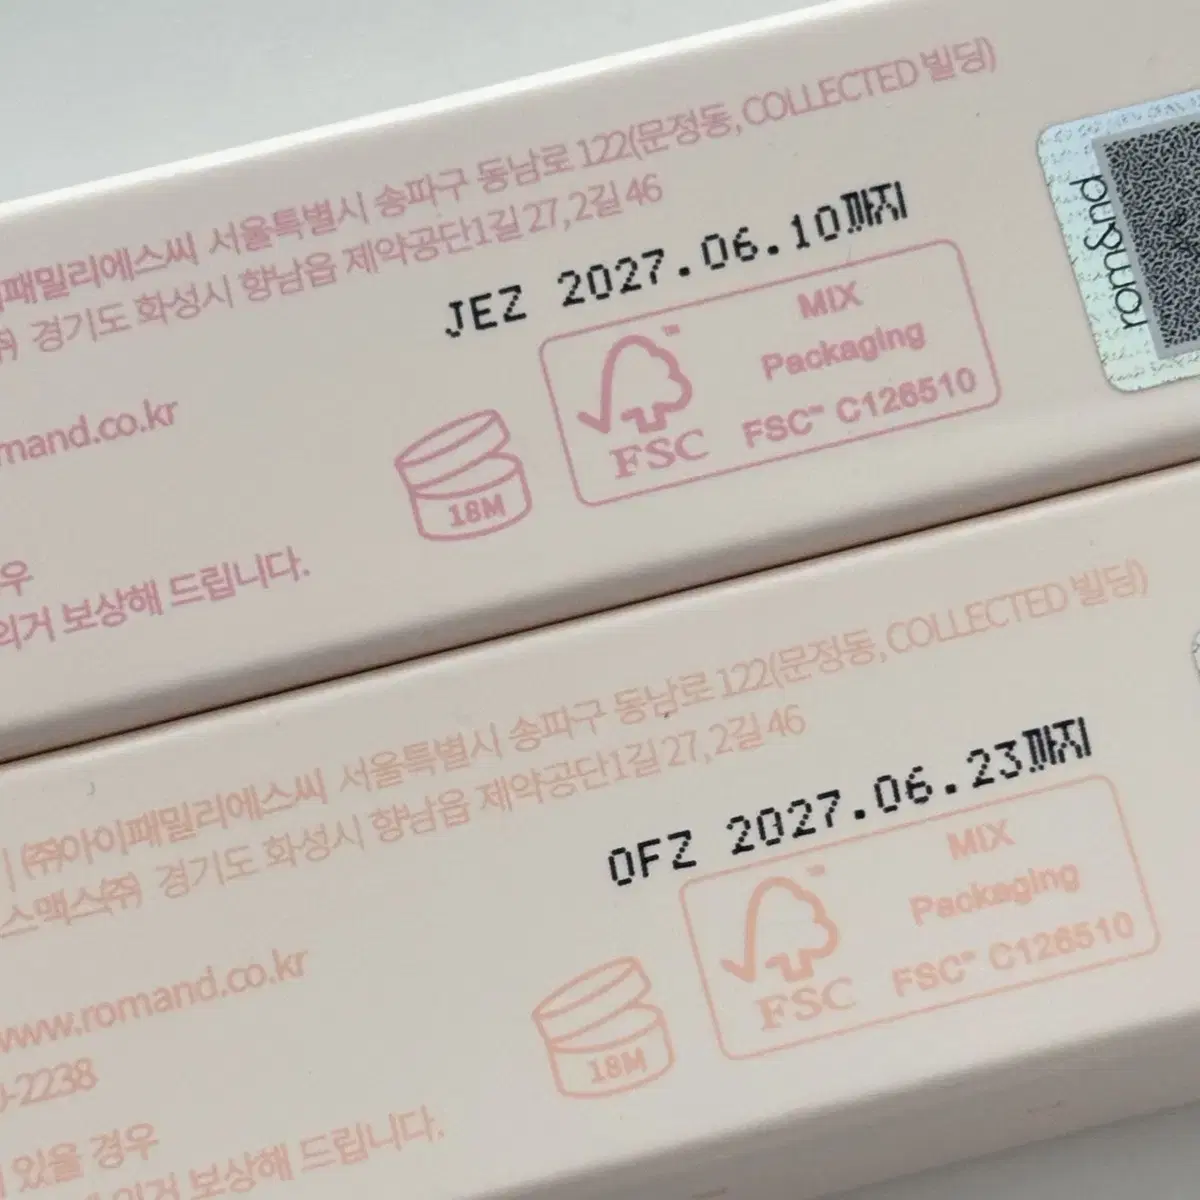 패밀리에스씨 서울특별시 송파구 동남로 122(문정동, COLLECTED 빌딩)
경기도 화성시 향남읍 제약공단1길 27, 2길 46
JEZ 2027.06.10까지
MIX
Packaging
FSC™ C126510
FSC
18M
mand.co.kr
우
의거 보상해 드립니다.
romand
(주)아이패밀리에스씨 서울특별시 송파구 동남로 122(문정동, COLLECTED 빌딩)
스맥스(주) 경기도 화성시 향남읍 제약공단1길 27, 2길 46
OFZ 2027.06.23까지
MIX
Packaging
FSC™ C126510
FSC
18M
www.romand.co.kr
0-2238
있을 경우
의거 보상해 드립니다.